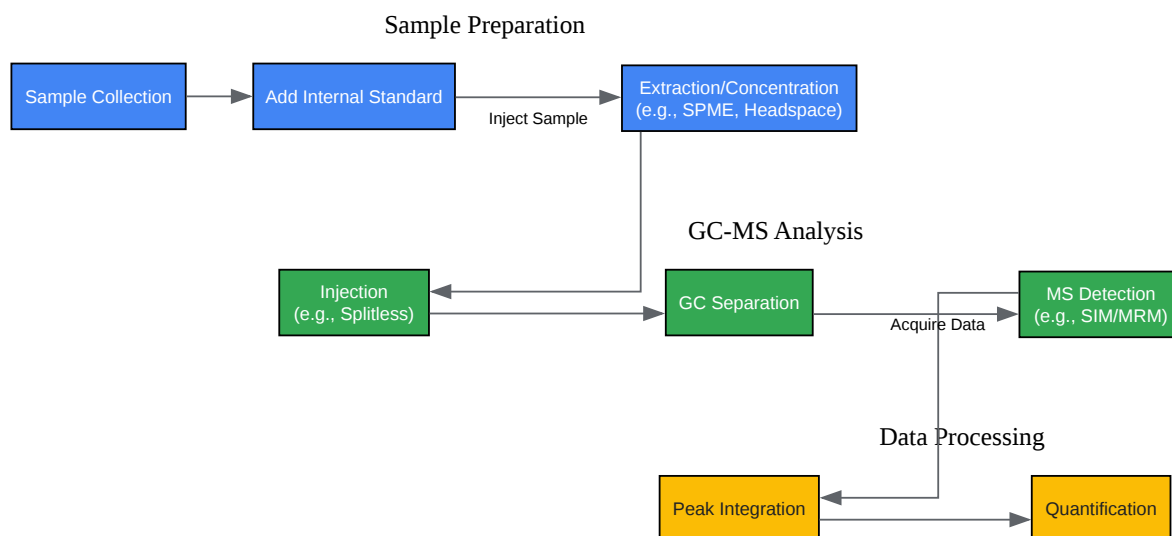 Sample Preparation
Sample Collection
Add Internal Standard
Inject Sample
Extraction/Concentration
(e.g., SPME, Headspace)
GC-MS Analysis
Injection
(e.g., Splitless)
GC Separation
Acquire Data
MS Detection
(e.g., SIM/MRM)
Data Processing
Peak Integration
Quantification